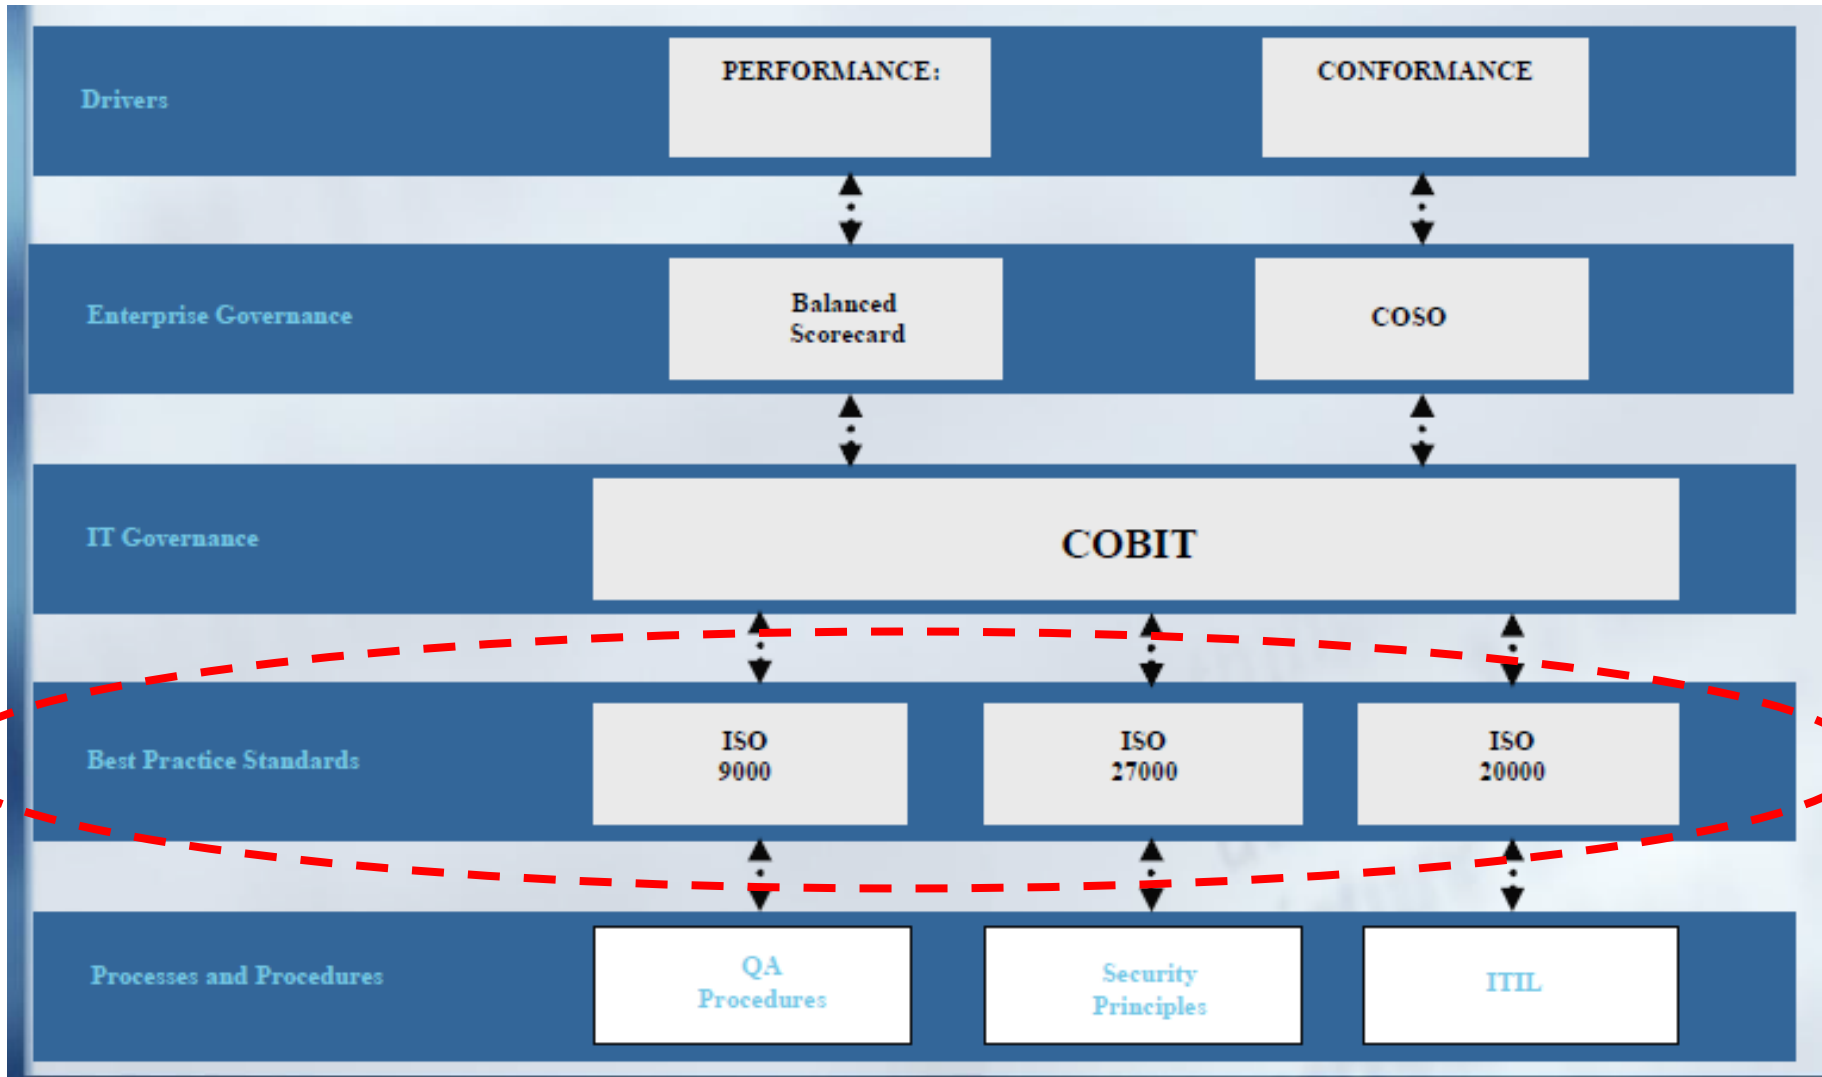 Drivers
PERFORMANCE:
CONFORMANCE
Enterprise Governance
Balanced
Scorecard
COSO
IT Governance
COBIT
Best Practice Standards
ISO
9000
ISO
27000
ISO
20000
Processes and Procedures
QA
Procedures
Security
Principles
ITIL